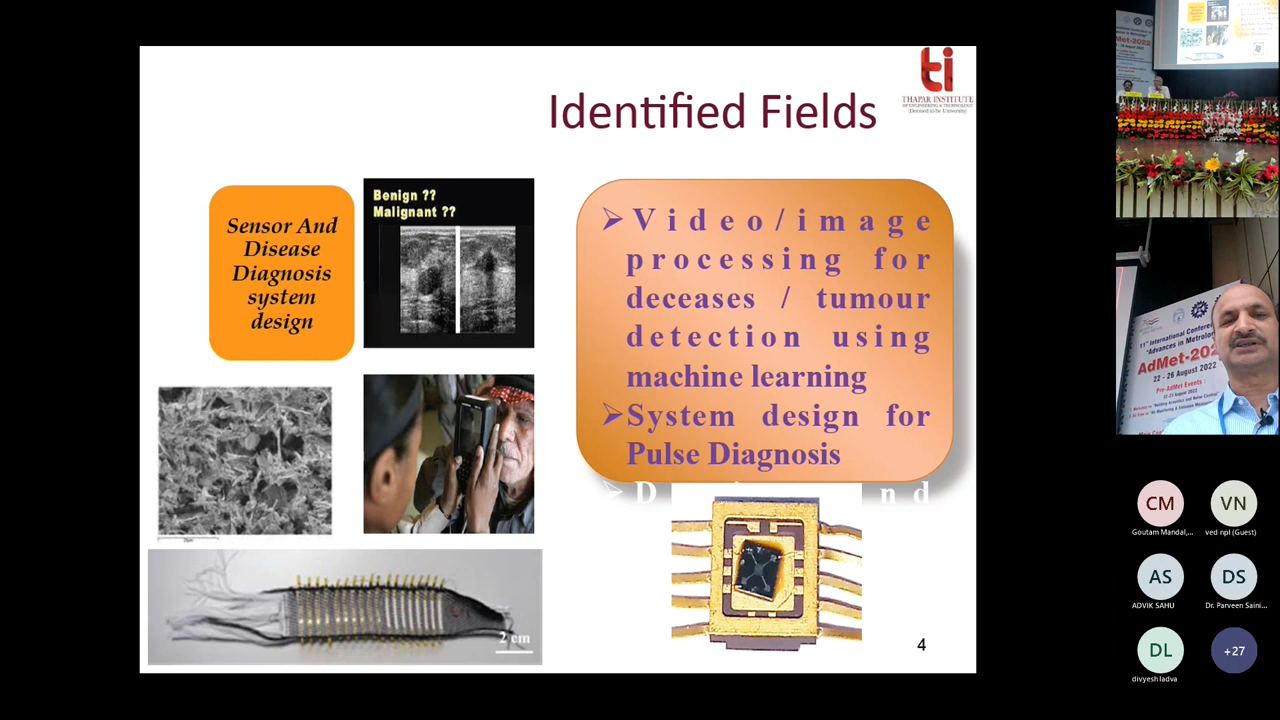 ti
THAPAR INSTITUTE
OF ENGINEERING & TECHNOLOGY
(Deemed to be University)
Identified Fields
Sensor And
Disease
Diagnosis
system
design
Benign ??
Malignant ??
➢Video/image
processing for
deceases / tumour
detection using
machine learning
➢System design for
Pulse Diagnosis
2 cm
4
11th International Conference
"Advances in Metrology
AdMet-202
22 - 26 August 2022
Pre-AdMet Events :
CM
Goutam Mandal,...
VN
ved npl (Guest)
AS
ADVIK SAHU
DS
Dr. Parveen Saini...
DL
divyesh ladva
+27